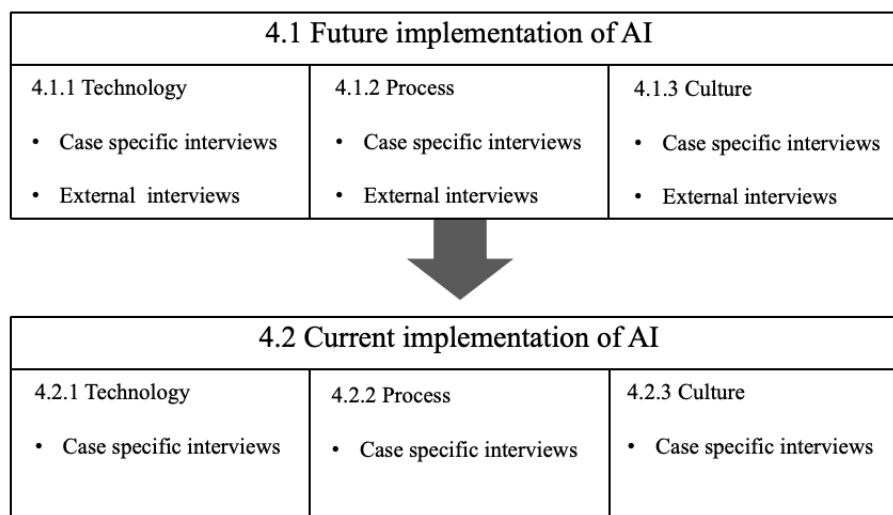 4.1 Future implementation of AI
4.1.1 Technology
• Case specific interviews
• External interviews
4.1.2 Process
• Case specific interviews
• External interviews
4.1.3 Culture
• Case specific interviews
• External interviews
4.2 Current implementation of AI
4.2.1 Technology
• Case specific interviews
4.2.2 Process
• Case specific interviews
4.2.3 Culture
• Case specific interviews